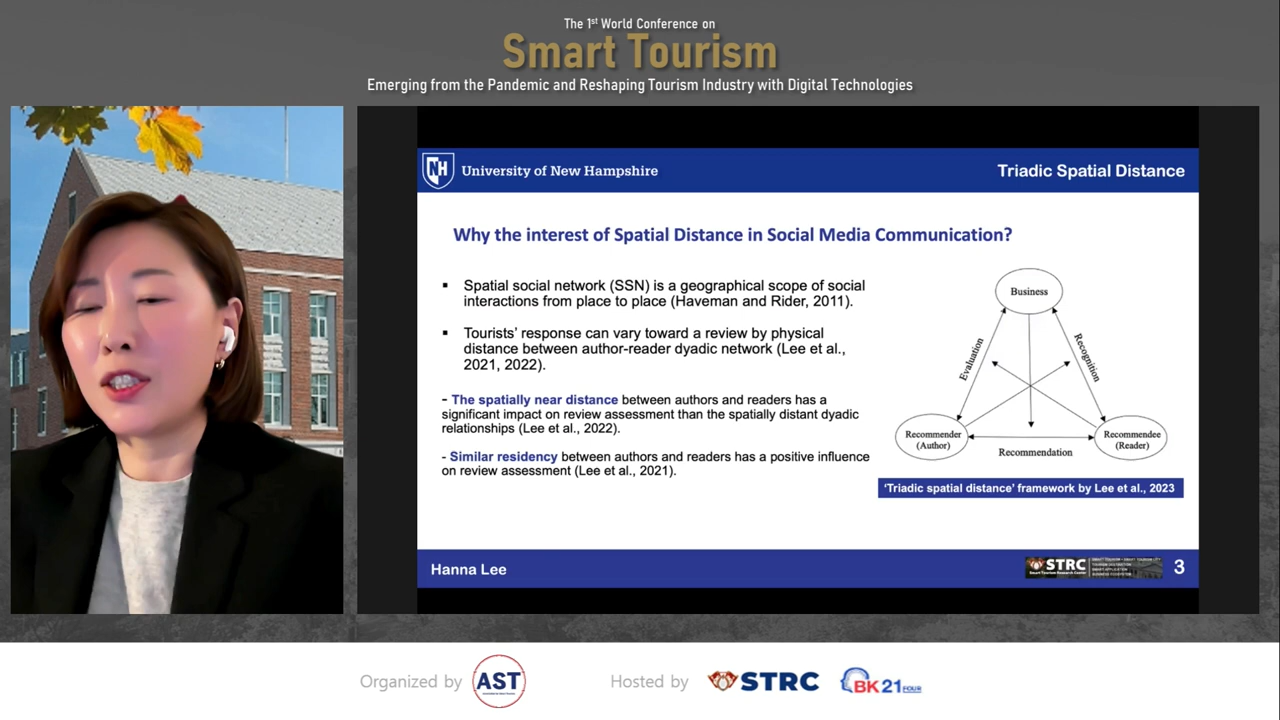 The 1st World Conference on
Smart Tourism
Emerging from the Pandemic and Reshaping Tourism Industry with Digital Technologies
NH University of New Hampshire
Triadic Spatial Distance
Why the interest of Spatial Distance in Social Media Communication?
▪ Spatial social network (SSN) is a geographical scope of social
interactions from place to place (Haveman and Rider, 2011).
▪ Tourists' response can vary toward a review by physical
distance between author-reader dyadic network (Lee et al.,
2021, 2022).
- The spatially near distance between authors and readers has a
significant impact on review assessment than the spatially distant dyadic
relationships (Lee et al., 2022).
- Similar residency between authors and readers has a positive influence
on review assessment (Lee et al., 2021).
Business
Evaluation
Recognition
Recommender
(Author)
Recommendee
(Reader)
Recommendation
'Triadic spatial distance' framework by Lee et al., 2023
Hanna Lee
STRC
Smart Tourism Research Center
3
Organized by
AST
Hosted by
STRC
BK21 FOUR